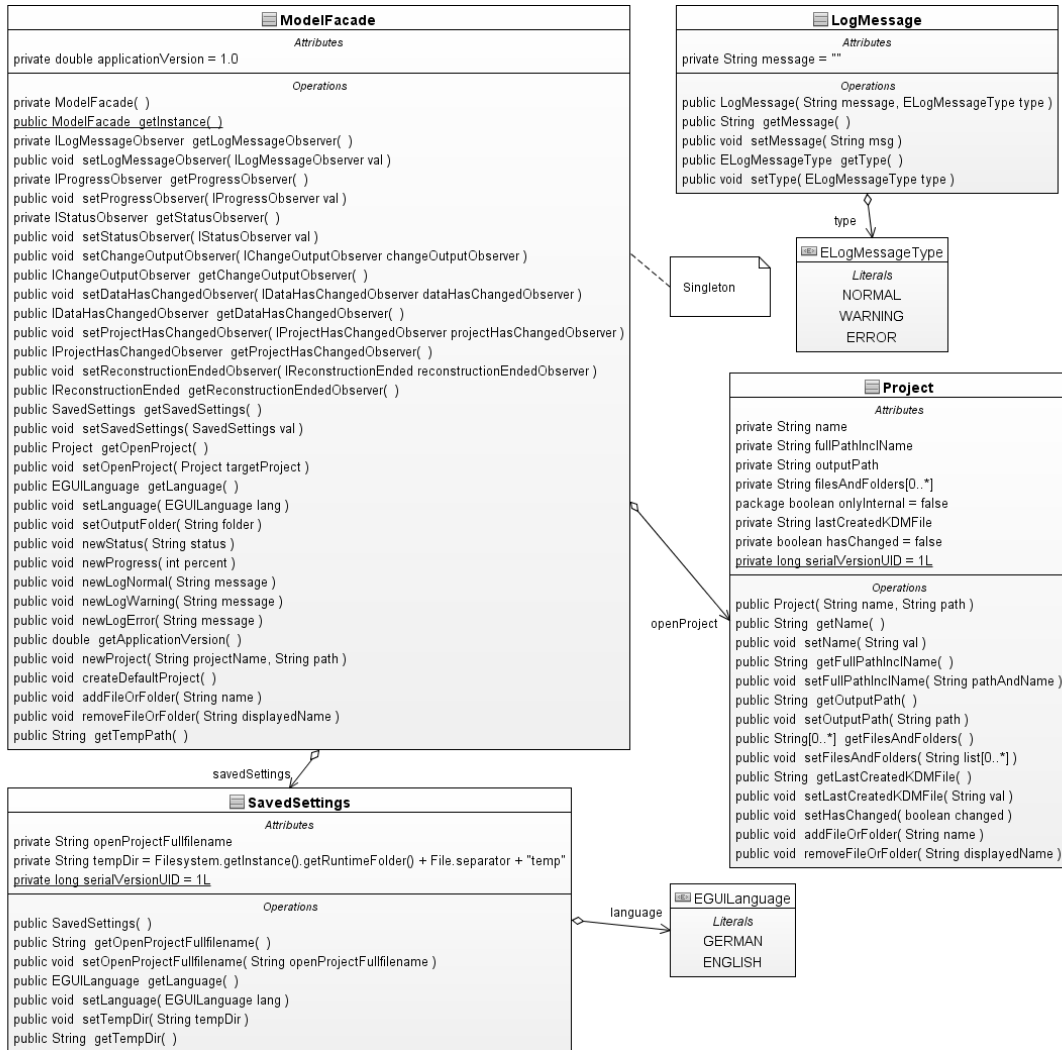 ModelFacade
Attributes
private double applicationVersion = 1.0
Operations
private ModelFacade( )
public ModelFacade getInstance( )
private ILogMessageObserver getLogMessageObserver( )
public void setLogMessageObserver( ILogMessageObserver val )
private IProgressObserver getProgressObserver( )
public void setProgressObserver( IProgressObserver val )
private IStatusObserver getStatusObserver( )
public void setStatusObserver( IStatusObserver val )
public void setChangeOutputObserver( IChangeOutputObserver changeOutputObserver )
public IChangeOutputObserver getChangeOutputObserver( )
public void setDataHasChangedObserver( IDataHasChangedObserver dataHasChangedObserver )
public IDataHasChangedObserver getDataHasChangedObserver( )
public void setProjectHasChangedObserver( IProjectHasChangedObserver projectHasChangedObserver )
public IProjectHasChangedObserver getProjectHasChangedObserver( )
public void setReconstructionEndedObserver( IReconstructionEnded reconstructionEndedObserver )
public IReconstructionEnded getReconstructionEndedObserver( )
public SavedSettings getSavedSettings( )
public void setSavedSettings( SavedSettings val )
public Project getOpenProject( )
public void setOpenProject( Project targetProject )
public EGUILanguage getLanguage( )
public void setLanguage( EGUILanguage lang )
public void setOutputFolder( String folder )
public void newStatus( String status )
public void newProgress( int percent )
public void newLogNormal( String message )
public void newLogWarning( String message )
public void newLogError( String message )
public double getApplicationVersion( )
public void newProject( String projectName, String path )
public void createDefaultProject( )
public void addFileOrFolder( String name )
public void removeFileOrFolder( String displayedName )
public String getTempPath( )
LogMessage
Attributes
private String message = ""
Operations
public LogMessage( String message, ELogMessageType type )
public String getMessage( )
public void setMessage( String msg )
public ELogMessageType getType( )
public void setType( ELogMessageType type )
type
ELogMessageType
Literals
NORMAL
WARNING
ERROR
Singleton
Project
Attributes
private String name
private String fullPathInclName
private String outputPath
private String filesAndFolders[0..*]
package boolean onlyInternal = false
private String lastCreatedKDMFile
private boolean hasChanged = false
private long serialVersionUID = 1L
Operations
public Project( String name, String path )
public String getName( )
public void setName( String val )
public String getFullPathInclName( )
public void setFullPathInclName( String pathAndName )
public String getOutputPath( )
public void setOutputPath( String path )
public String[0..*] getFilesAndFolders( )
public void setFilesAndFolders( String list[0..*] )
public String getLastCreatedKDMFile( )
public void setLastCreatedKDMFile( String val )
public void setHasChanged( boolean changed )
public void addFileOrFolder( String name )
public void removeFileOrFolder( String displayedName )
openProject
savedSettings
SavedSettings
Attributes
private String openProjectFullfilename
private String tempDir = Filesystem.getInstance().getRuntimeFolder() + File.separator + "temp"
private long serialVersionUID = 1L
Operations
public SavedSettings( )
public String getOpenProjectFullfilename( )
public void setOpenProjectFullfilename( String openProjectFullfilename )
public EGUILanguage getLanguage( )
public void setLanguage( EGUILanguage lang )
public void setTempDir( String tempDir )
public String getTempDir( )
language
EGUILanguage
Literals
GERMAN
ENGLISH